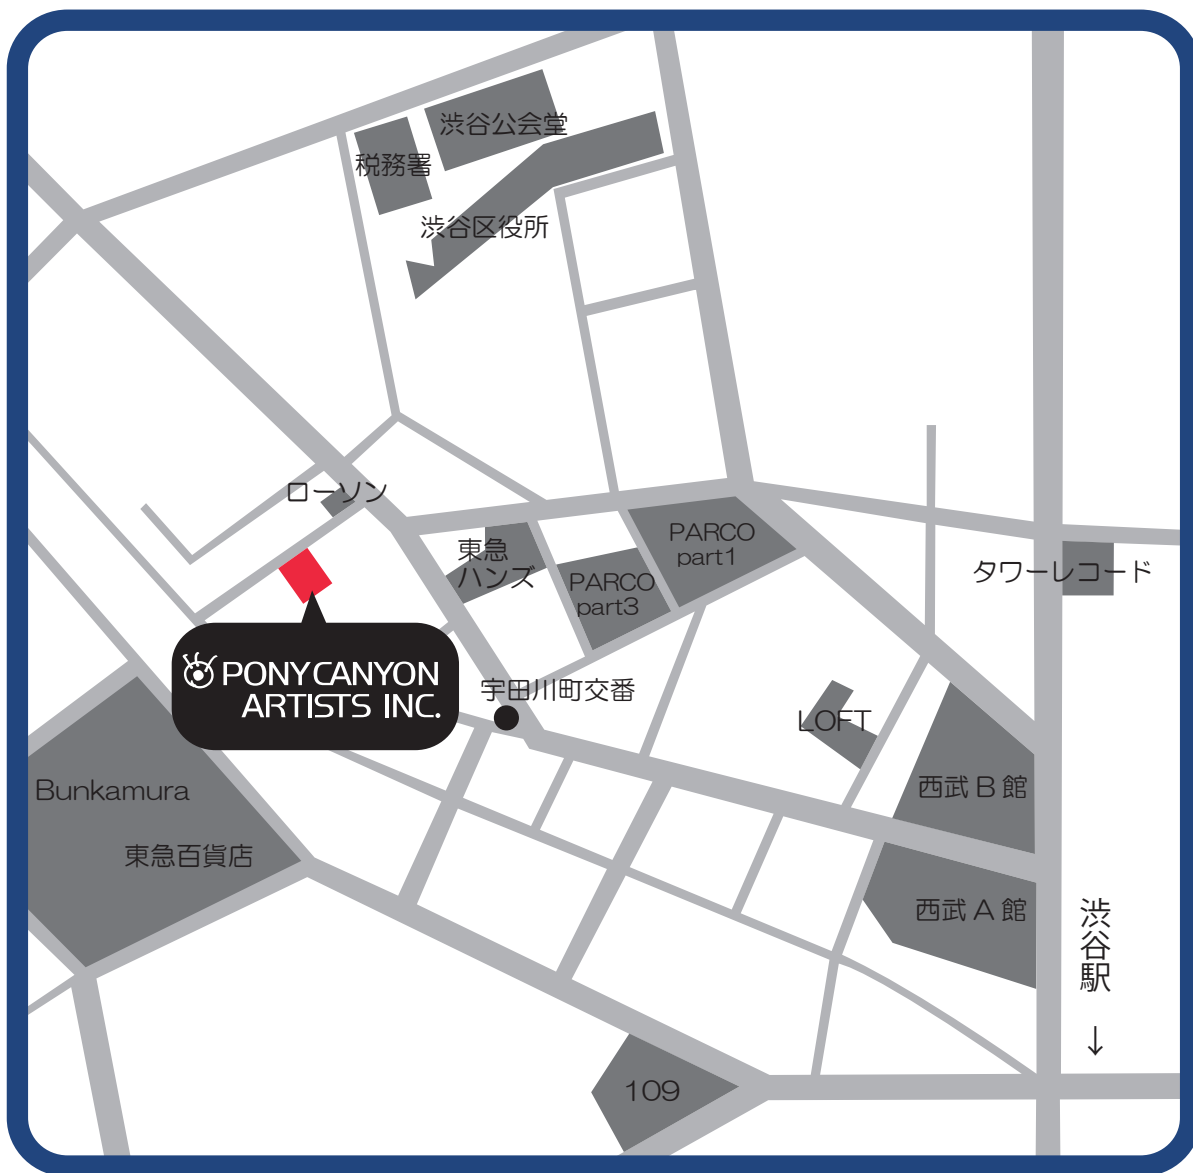 渋谷公会堂
税務署
渋谷区役所
ローソン
東急
ハンズ
PARCO
part1
PARCO
part3
タワーレコード
PONYCANYON
ARTISTS INC.
宇田川町交番
LOFT
Bunkamura
東急百貨店
西武 B 館
西武 A 館
渋谷駅
↓
109